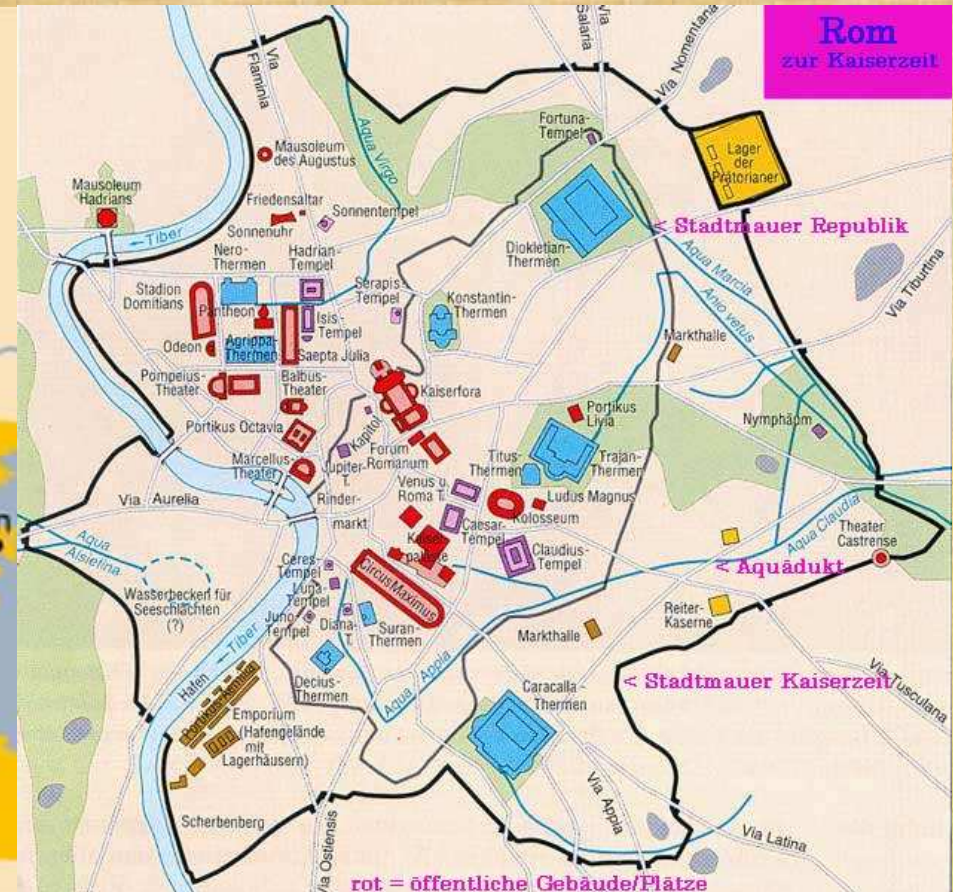 Rom
zur Kaiserzeit
Via
Flaminia
Via
Salaria
Via Nomentana
Aqua Virgo
Fortuna-
Tempel
Lager
der
Prätorianer
Mausoleum
des Augustus
Mausoleum
Hadrians
Friedensaltar
Sonnenuhr
Sonnentempel
< Stadtmauer Republik
←Tiber
Nero-
Thermen
Hadrian-
Tempel
Diokletian-
Thermen
Aqua Marcia
Anio vetus
Via Tiburtina
Stadion
Domitians
Pantheon
Serapis-
Tempel
Isis-
Tempel
Konstantin-
Thermen
Markthalle
Odeon
Agrippa-
Thermen
Saepta Julia
Pompeius-
Theater
Balbus-
Theater
Kaiserfora
Portikus
Livia
Nymphäum
Portikus Octavia
Kapitol
Forum
Romanum
Marcellus-
Theater
Jupiter-
T.
Titus-
Thermen
Trajan-
Thermen
Venus u.
Roma T.
Ludus Magnus
Kolosseum
Via Aurelia
Rinder-
markt
Caesar-
Tempel
Kaiser-
paläste
Claudius-
Tempel
Aqua Claudia
Theater
Castrense
Aqua
Alsietina
Ceres-
Tempel
Luna-
Tempel
Circus Maximus
< Aquädukt
Wasserbecken für
Seeschlachten
(?)
Juno-
Tempel
Diana-
T.
Suran-
Thermen
Reiter-
Kaserne
Markthalle
←Tiber
Hafen
Decius-
Thermen
Aqua Appia
Caracalla-
Thermen
< Stadtmauer Kaiserzeit
Via Tusculana
Emporium
(Hafengelände
mit
Lagerhäusern)
Scherbenberg
Via Ostiensis
Via Appia
Via Latina
rot = öffentliche Gebäude/Plätze